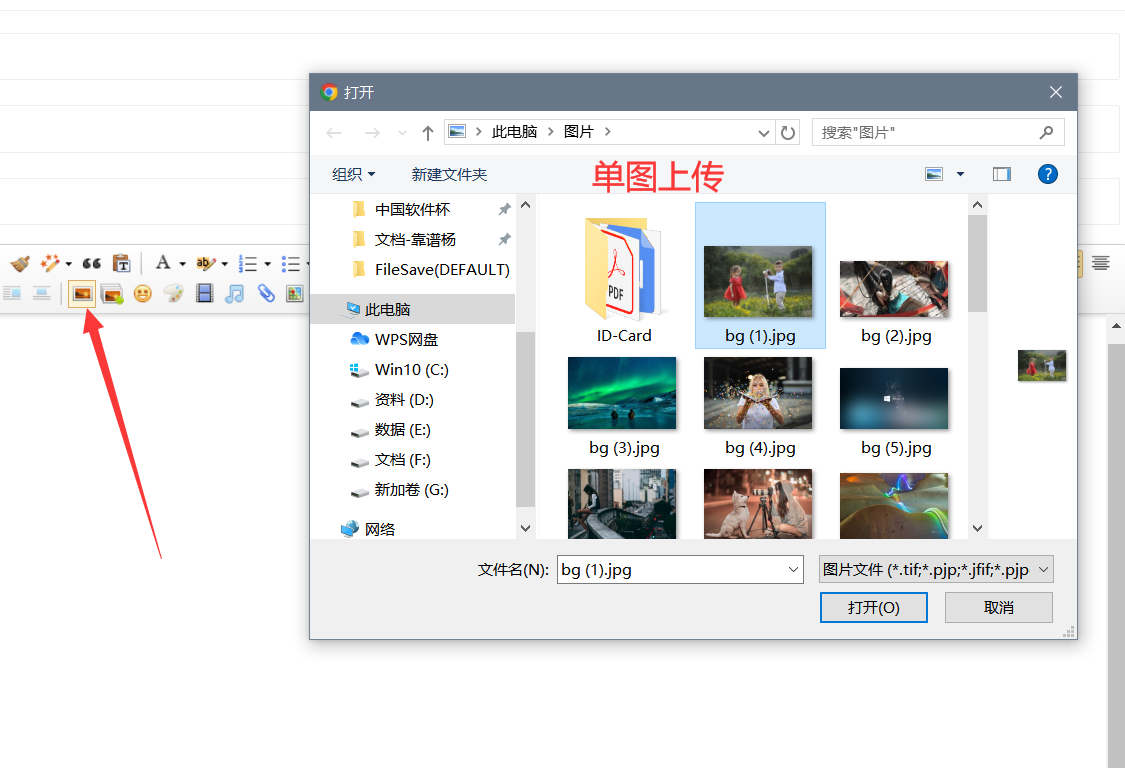 打开
此电脑 图片
搜索"图片"
组织
新建文件夹
单图上传
中国软件杯
文档-靠谱杨
FileSave(DEFAULT)
此电脑
WPS网盘
Win10 (C:)
资料 (D:)
数据 (E:)
文档 (F:)
新加卷 (G:)
网络
PDF
ID-Card
bg (1).jpg
bg (2).jpg
bg (3).jpg
bg (4).jpg
bg (5).jpg
文件名(N):
bg (1).jpg
图片文件 (*.tif;*.pjp;*.jfif;*.pjp
打开(O)
取消